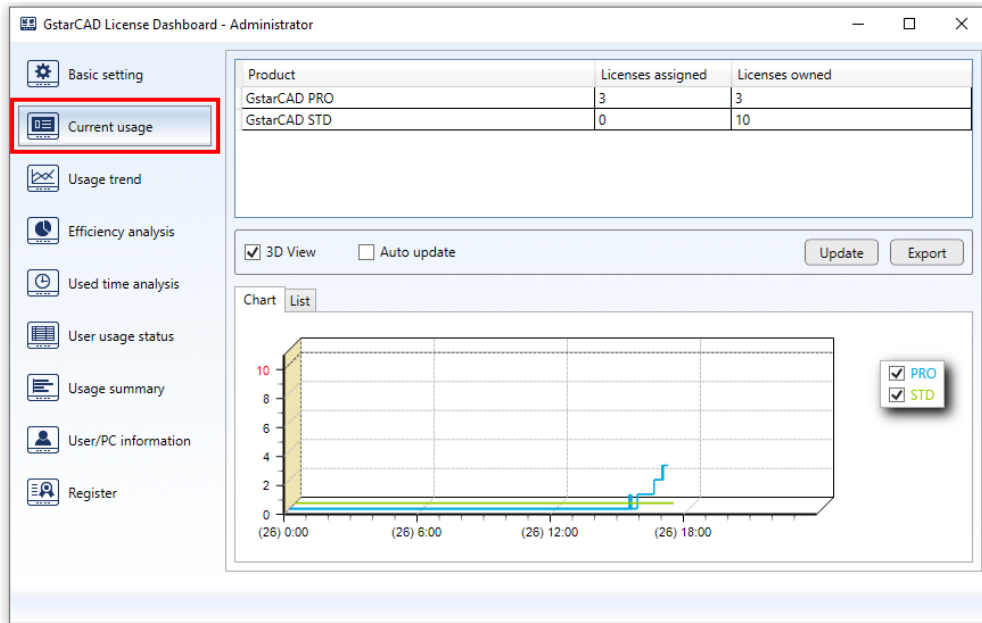 GstarCAD License Dashboard - Administrator
Basic setting
Current usage
Usage trend
Efficiency analysis
Used time analysis
User usage status
Usage summary
User/PC information
Register
Product Licenses assigned Licenses owned
GstarCAD PRO 3 3
GstarCAD STD 0 10
3D View Auto update Update Export
Chart List
10
8
6
4
2
0
(26) 0:00 (26) 6:00 (26) 12:00 (26) 18:00
PRO
STD